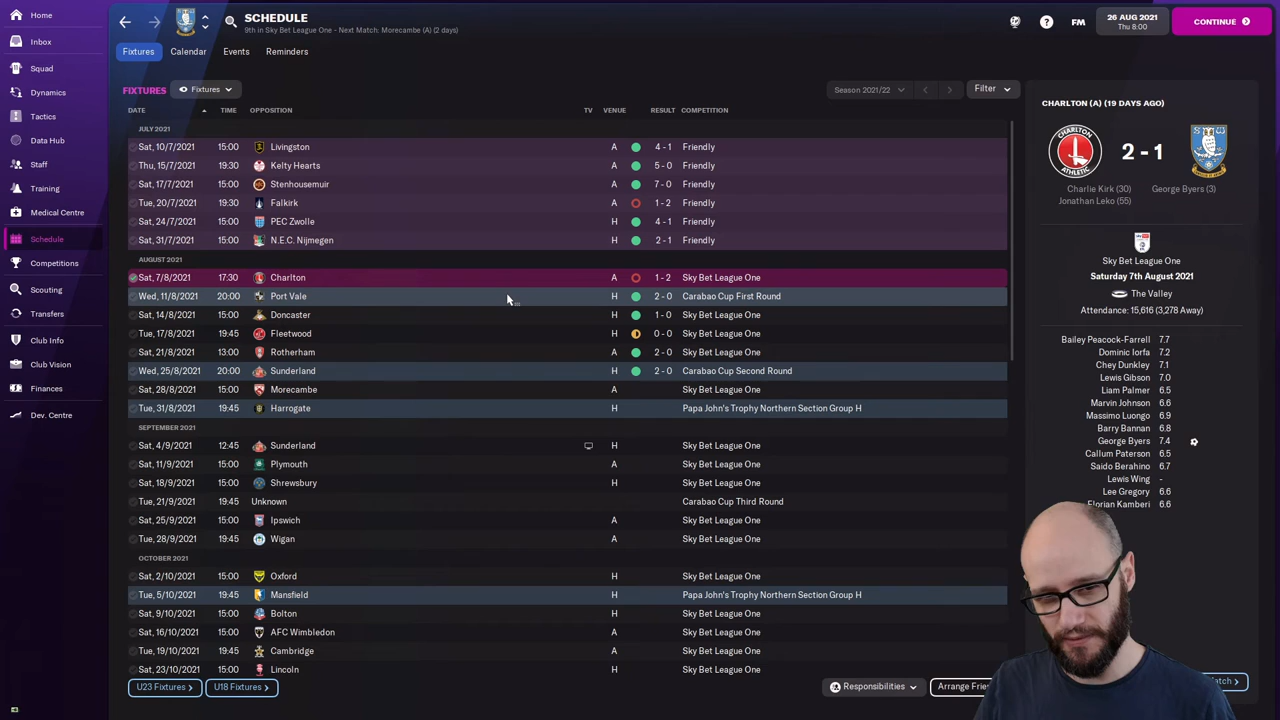 Home
Inbox
Squad
Dynamics
Tactics
Data Hub
Staff
Training
Medical Centre
Schedule
Competitions
Scouting
Transfers
Club Info
Club Vision
Finances
Dev. Centre
SCHEDULE
9th in Sky Bet League One - Next Match: Morecambe (A) (2 days)
FM
26 AUG 2021
Thu 8:00
CONTINUE
Fixtures Calendar Events Reminders
FIXTURES Fixtures Season 2021/22 Filter
DATE TIME OPPOSITION TV VENUE RESULT COMPETITION
JULY 2021
Sat, 10/7/2021 15:00 Livingston A 4 - 1 Friendly
Thu, 15/7/2021 19:30 Kelty Hearts A 5 - 0 Friendly
Sat, 17/7/2021 15:00 Stenhousemuir A 7 - 0 Friendly
Tue, 20/7/2021 19:30 Falkirk A 1 - 2 Friendly
Sat, 24/7/2021 15:00 PEC Zwolle H 4 - 1 Friendly
Sat, 31/7/2021 15:00 N.E.C. Nijmegen H 2 - 1 Friendly
AUGUST 2021
Sat, 7/8/2021 17:30 Charlton A 1 - 2 Sky Bet League One
Wed, 11/8/2021 20:00 Port Vale H 2 - 0 Carabao Cup First Round
Sat, 14/8/2021 15:00 Doncaster H 1 - 0 Sky Bet League One
Tue, 17/8/2021 19:45 Fleetwood H 0 - 0 Sky Bet League One
Sat, 21/8/2021 13:00 Rotherham A 2 - 0 Sky Bet League One
Wed, 25/8/2021 20:00 Sunderland H 2 - 0 Carabao Cup Second Round
Sat, 28/8/2021 15:00 Morecambe A Sky Bet League One
Tue, 31/8/2021 19:45 Harrogate H Papa John's Trophy Northern Section Group H
SEPTEMBER 2021
Sat, 4/9/2021 12:45 Sunderland H Sky Bet League One
Sat, 11/9/2021 15:00 Plymouth A Sky Bet League One
Sat, 18/9/2021 15:00 Shrewsbury H Sky Bet League One
Tue, 21/9/2021 19:45 Unknown Carabao Cup Third Round
Sat, 25/9/2021 15:00 Ipswich A Sky Bet League One
Tue, 28/9/2021 19:45 Wigan A Sky Bet League One
OCTOBER 2021
Sat, 2/10/2021 15:00 Oxford H Sky Bet League One
Tue, 5/10/2021 19:45 Mansfield H Papa John's Trophy Northern Section Group H
Sat, 9/10/2021 15:00 Bolton H Sky Bet League One
Sat, 16/10/2021 15:00 AFC Wimbledon A Sky Bet League One
Tue, 19/10/2021 19:45 Cambridge A Sky Bet League One
Sat, 23/10/2021 15:00 Lincoln H Sky Bet League One
U23 Fixtures U18 Fixtures Responsibilities Arrange
CHARLTON (A) (19 DAYS AGO)
2 - 1
Charlie Kirk (30) George Byers (3)
Jonathan Leko (55)
Sky Bet League One
Saturday 7th August 2021
The Valley
Attendance: 15,616 (3,278 Away)
Bailey Peacock-Farrell 7.7
Dominic Iorfa 7.2
Chey Dunkley 7.1
Lewis Gibson 7.0
Liam Palmer 6.5
Marvin Johnson 6.6
Massimo Luongo 6.9
Barry Bannan 6.8
George Byers 7.4
Callum Paterson 6.5
Saido Berahino 6.7
Lewis Wing -
Lee Gregory 6.6
Florian Kamberi 6.6